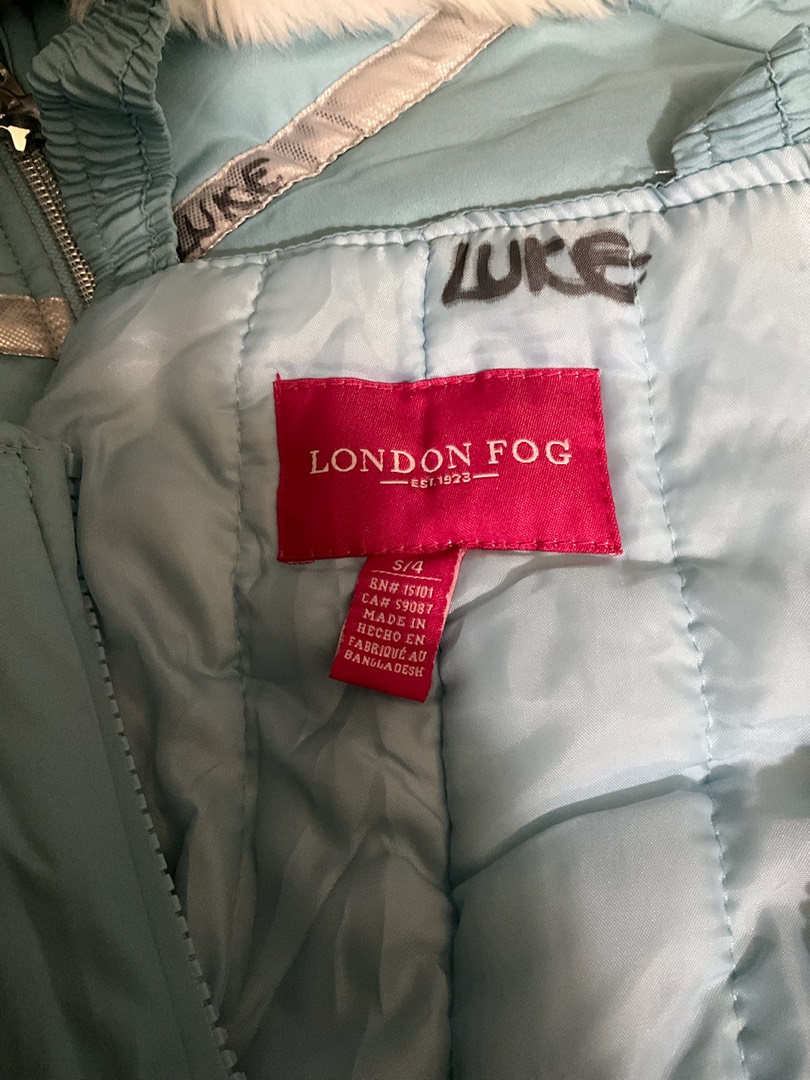 LUKE
LUKE
LONDON FOG
EST.1923
S/4
RN# 15101
CA# 59087
MADE IN
HECHO EN
FABRIQUÉ AU
BANGLADESH